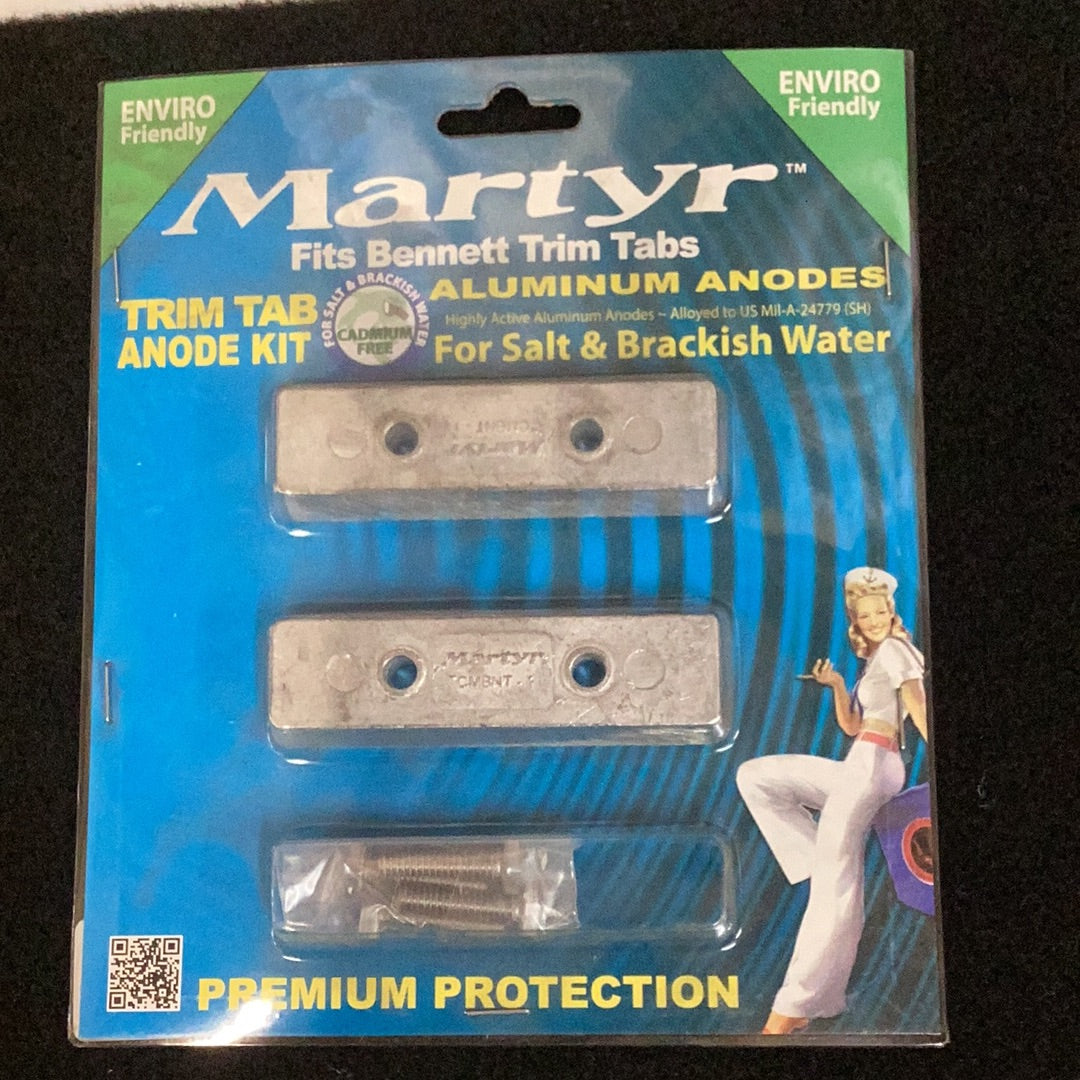 ENVIRO
Friendly
ENVIRO
Friendly
Martyr™
Fits Bennett Trim Tabs
TRIM TAB
ANODE KIT
FOR SALT & BRACKISH WATER
CADMIUM
FREE
ALUMINUM ANODES
Highly Active Aluminum Anodes ~ Alloyed to US Mil-A-24779 (SH)
For Salt & Brackish Water
Martyr
Martyr
PREMIUM PROTECTION